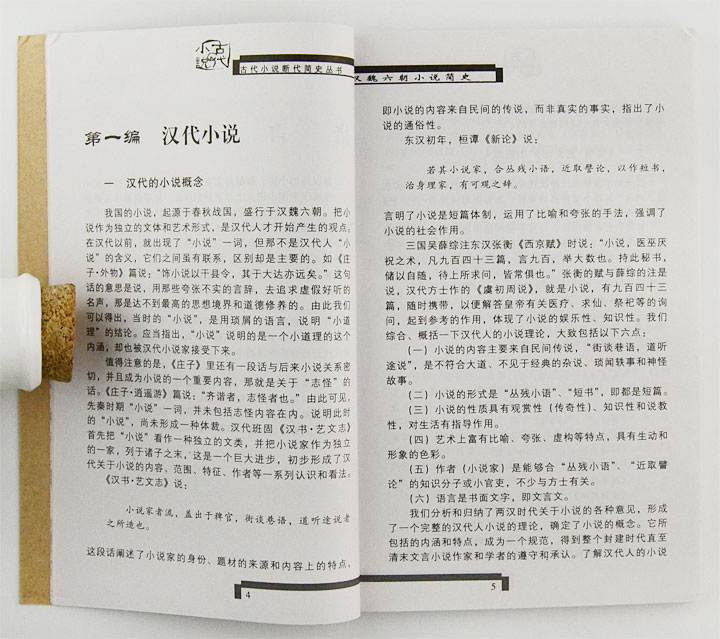 古代小说
古代小说断代简史丛书
第一编 汉代小说
一 汉代的小说概念
我国的小说，起源于春秋战国，盛行于汉魏六朝。把小
说作为独立的文体和艺术形式，是汉代人才开始产生的观点。
在汉代以前，就出现了“小说”一词，但那不是汉代人“小
说”的含义，它们之间虽有联系，区别却是主要的。如《庄
子·外物》篇说：“饰小说以干县令，其于大达亦远矣。”这句
话的意思是说，用那些夸张不实的言辞，去追求虚假好听的
名声，那是达不到最高的思想境界和道德修养的。由此我们
可以得出，当时的“小说”，是用琐屑的语言，说明“小道
理”的结论。应当指出，“小说”说明的是一个小道理的这个
内涵，却也被汉代小说家接受下来。
值得注意的是，《庄子》里还有一段话与后来小说关系密
切，并且成为小说的一个重要内容，那就是关于“志怪”的
话。《庄子·逍遥游》篇说：“齐谐者，志怪者也。”由此可见，
先秦时期“小说”一词，并未包括志怪内容在内。说明此时
的“小说”，尚未形成一种体裁。汉代班固《汉书·艺文志》
首先把“小说”看作一种独立的文类，并把小说家作为独立
的一家，列于诸子之末，这是一个巨大进步，初步形成了汉
代关于小说的内容、范围、特征、作者等一系列认识和看法。
《汉书·艺文志》说：
小说家者流，盖出于稗官，街谈巷语，道听途说者
之所造也。
这段话阐述了小说家的身份、题材的来源和内容上的特点，
4
汉魏六朝小说简史
即小说的内容来自民间的传说，而非真实的事实，指出了小
说的通俗性。
东汉初年，桓谭《新论》说：
若其小说家，合丛残小语，近取譬论，以作短书，
治身理家，有可观之辞。
言明了小说是短篇体制，运用了比喻和夸张的手法，强调了
小说的社会作用。
三国吴薛综注东汉张衡《西京赋》时说：“小说，医巫厌
祝之术，凡九百四十三篇，言九百，举大数也。持此秘书，
储以自随，待上所求问，皆常俱也。”张衡的赋与薛综的注是
说，汉代方士作的《虞初周说》，就是小说，有九百四十三
篇，随时携带，以便解答皇帝有关医疗、求仙、祭祀等的询
问，起到参考的作用，体现了小说的娱乐性、知识性。我们
综合、概括一下汉代人的小说理论，大致包括以下六点：
（一）小说的内容主要来自民间传说，“街谈巷语，道听
途说”，是不符合大道、不见于经典的杂说、琐闻轶事和神怪
故事。
（二）小说的形式是“丛残小语”、“短书”，即都是短篇。
（三）小说的性质具有观赏性（传奇性）、知识性和说教
性，对生活有指导作用。
（四）艺术上富有比喻、夸张、虚构等特点，具有生动和
形象的色彩。
（五）作者（小说家）是能够合“丛残小语”、“近取譬
论”的知识分子或小官吏，不少与方士有关。
（六）语言是书面文字，即文言文。
我们分析和归纳了两汉时代关于小说的各种意见，形成
了一个完整的汉代人小说的理论，确定了小说的概念。它所
包括的内涵和特点，成为一个规范，得到整个封建时代直至
清末文言小说作家和学者的遵守和承认。了解汉代人的小说
5